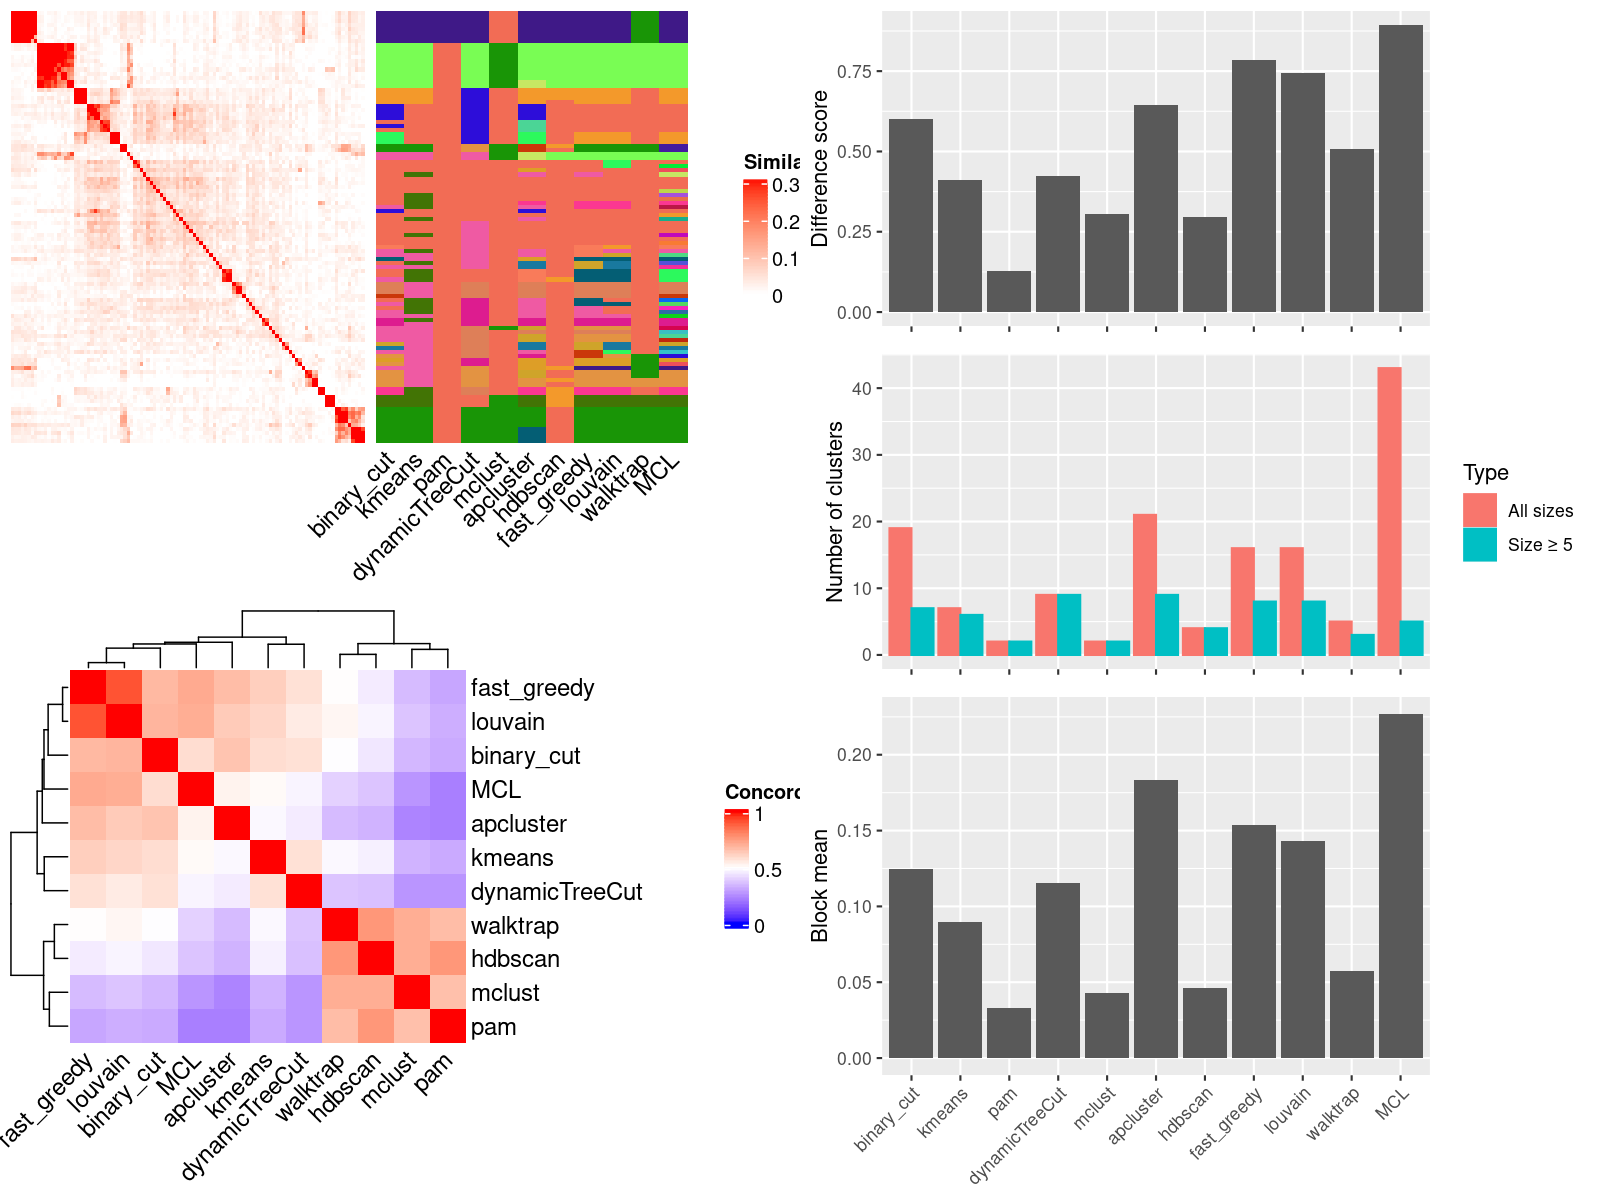 Simila
0.3
0.2
0.1
0
binary_cut
kmeans
pam
dynamicTreeCut
mclust
apcluster
hdbscan
fast_greedy
louvain
walktrap
MCL
fast_greedy
louvain
binary_cut
MCL
apcluster
kmeans
dynamicTreeCut
walktrap
hdbscan
mclust
pam
fast_greedy
louvain
binary_cut
MCL
apcluster
kmeans
dynamicTreeCut
walktrap
hdbscan
mclust
pam
Concord
1
0.5
0
Difference score
0.75
0.50
0.25
0.00
Number of clusters
40
30
20
10
0
Type
All sizes
Size ≥ 5
Block mean
0.20
0.15
0.10
0.05
0.00
binary_cut
kmeans
pam
dynamicTreeCut
mclust
apcluster
hdbscan
fast_greedy
louvain
walktrap
MCL